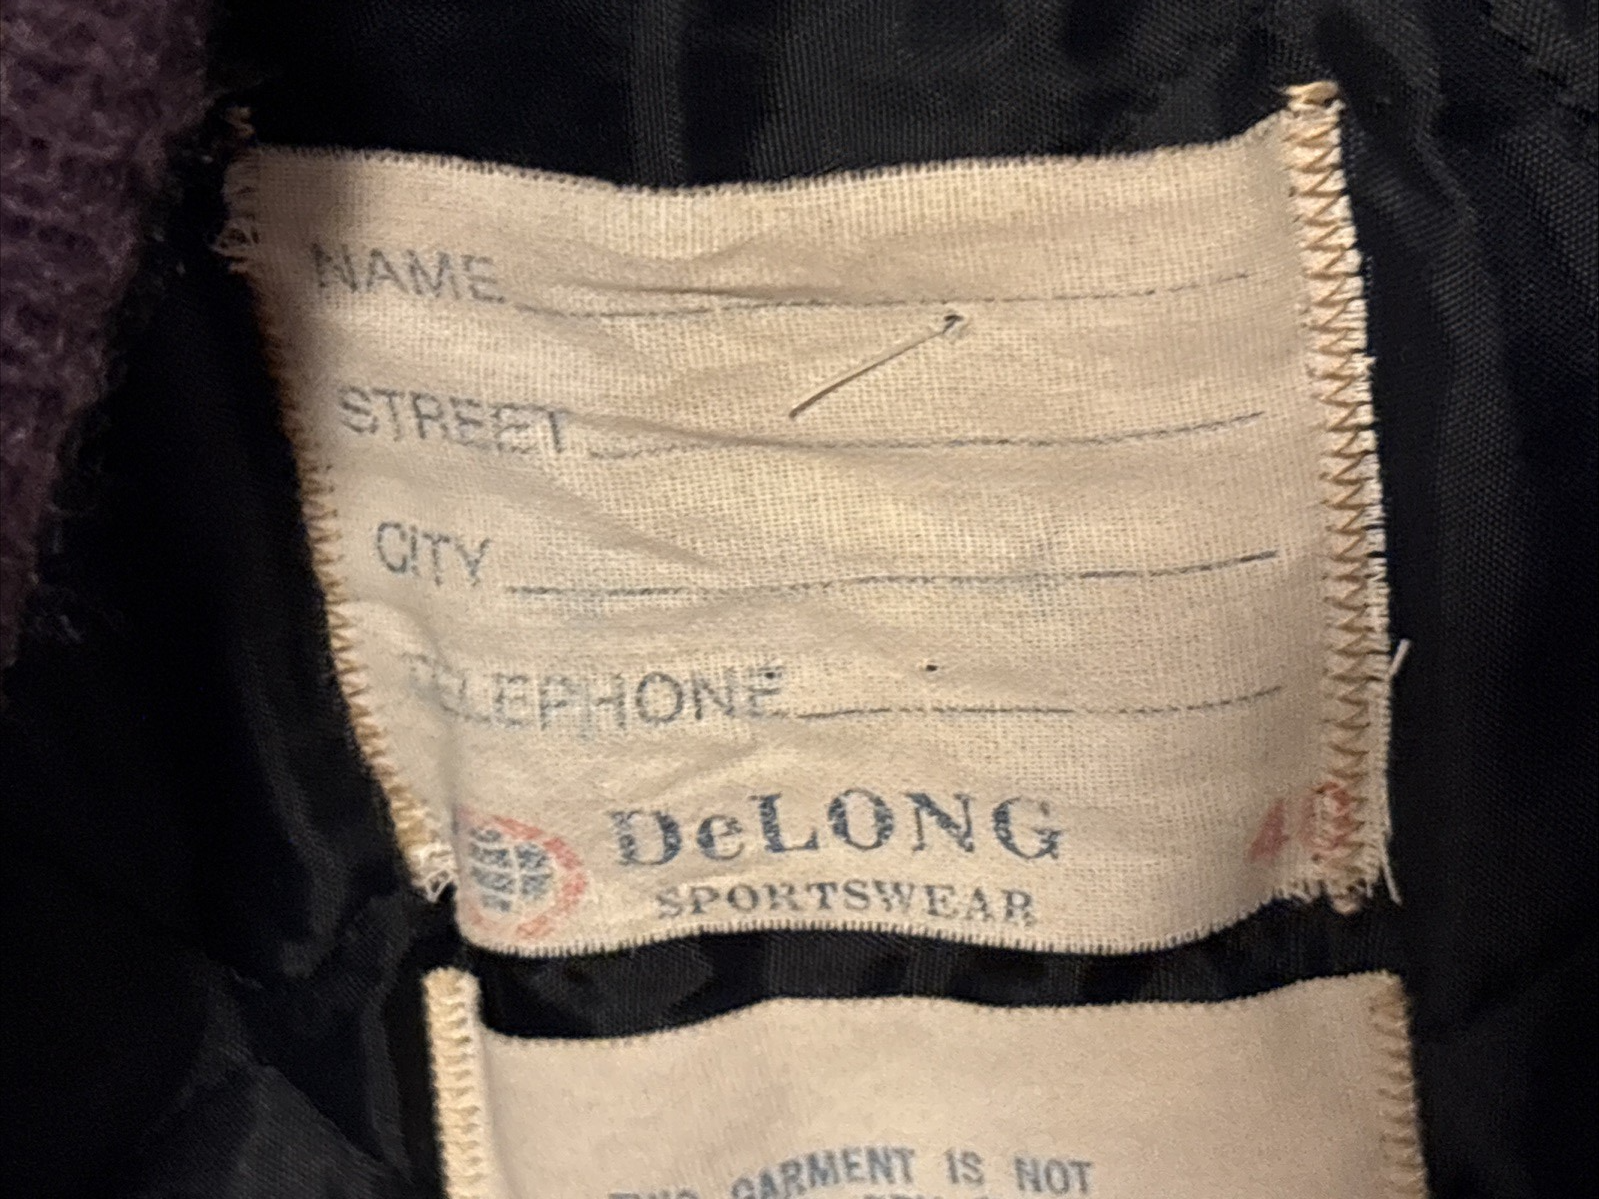 NAME
STREET
CITY
TELEPHONE
DeLONG
SPORTSWEAR
GARMENT IS NOT